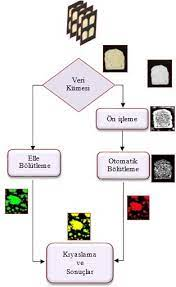 Veri
Kümesi
Ön işleme
Elle
Bölütleme
Otomatik
Bölütleme
Kıyaslama
ve
Sonuçlar